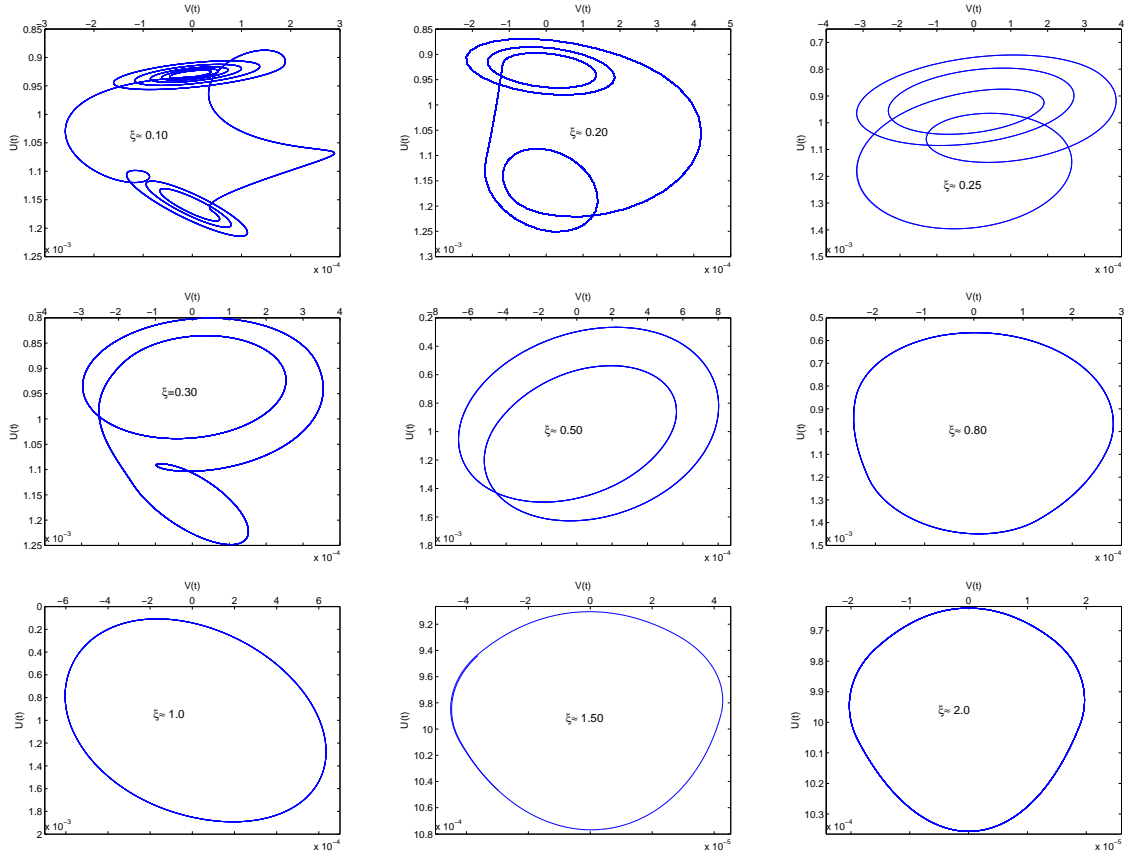 V(t)
−3 −2 −1 0 1 2 3
0.85
0.9
0.95
1
1.05
1.1
1.15
1.2
1.25
U(t)
ξ≈ 0.10
x 10⁻³
x 10⁻⁴
V(t)
−3 −2 −1 0 1 2 3 4 5
0.85
0.9
0.95
1
1.05
1.1
1.15
1.2
1.25
1.3
U(t)
ξ≈ 0.20
x 10⁻³
x 10⁻⁴
V(t)
−4 −3 −2 −1 0 1 2 3 4
0.7
0.8
0.9
1
1.1
1.2
1.3
1.4
1.5
U(t)
ξ≈ 0.25
x 10⁻³
x 10⁻⁴
V(t)
−4 −3 −2 −1 0 1 2 3 4
0.8
0.85
0.9
0.95
1
1.05
1.1
1.15
1.2
1.25
U(t)
ξ=0.30
x 10⁻³
x 10⁻⁴
V(t)
−8 −6 −4 −2 0 2 4 6 8
0.2
0.4
0.6
0.8
1
1.2
1.4
1.6
1.8
U(t)
ξ≈ 0.50
x 10⁻³
x 10⁻⁴
V(t)
−2 −1 0 1 2 3
0.5
0.6
0.7
0.8
0.9
1
1.1
1.2
1.3
1.4
1.5
U(t)
ξ≈ 0.80
x 10⁻³
x 10⁻⁴
V(t)
−6 −4 −2 0 2 4 6
0
0.2
0.4
0.6
0.8
1
1.2
1.4
1.6
1.8
2
U(t)
ξ≈ 1.0
x 10⁻³
x 10⁻⁴
V(t)
−4 −2 0 2 4
9.2
9.4
9.6
9.8
10
10.2
10.4
10.6
10.8
U(t)
ξ≈ 1.50
x 10⁻⁴
x 10⁻⁵
V(t)
−2 −1 0 1 2
9.7
9.8
9.9
10
10.1
10.2
10.3
U(t)
ξ≈ 2.0
x 10⁻⁴
x 10⁻⁵